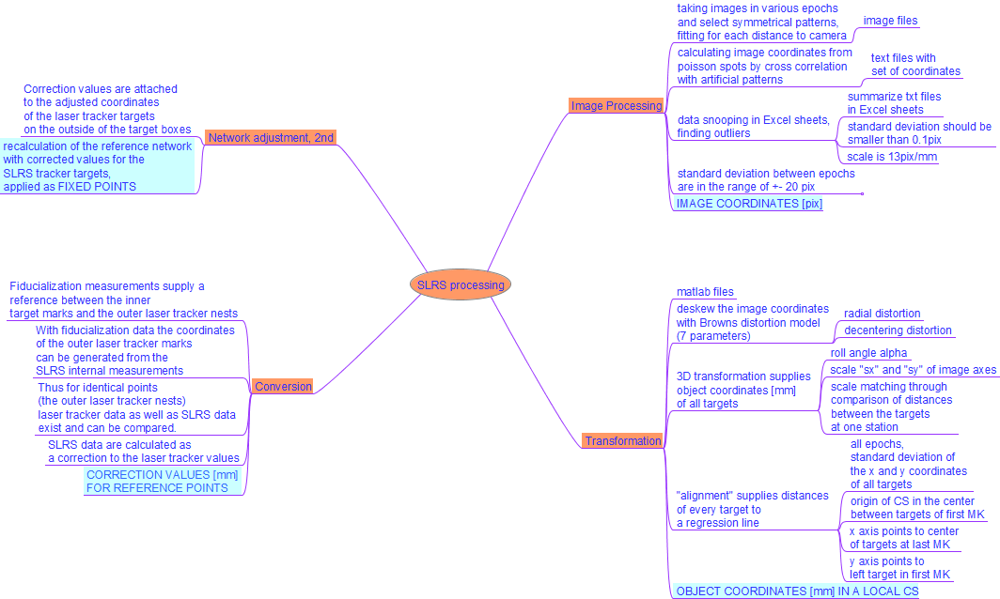 SLRS processing
Image Processing
taking images in various epochs
and select symmetrical patterns,
fitting for each distance to camera
image files
calculating image coordinates from
poisson spots by cross correlation
with artificial patterns
text files with
set of coordinates
data snooping in Excel sheets,
finding outliers
summarize txt files
in Excel sheets
standard deviation should be
smaller than 0.1pix
scale is 13pix/mm
standard deviation between epochs
are in the range of +- 20 pix
IMAGE COORDINATES [pix]
Transformation
matlab files
deskew the image coordinates
with Browns distortion model
(7 parameters)
radial distortion
decentering distortion
3D transformation supplies
object coordinates [mm]
of all targets
roll angle alpha
scale "sx" and "sy" of image axes
scale matching through
comparison of distances
between the targets
at one station
"alignment" supplies distances
of every target to
a regression line
all epochs,
standard deviation of
the x and y coordinates
of all targets
origin of CS in the center
between targets of first MK
x axis points to center
of targets at last MK
y axis points to
left target in first MK
OBJECT COORDINATES [mm] IN A LOCAL CS
Network adjustment, 2nd
Correction values are attached
to the adjusted coordinates
of the laser tracker targets
on the outside of the target boxes
recalculation of the reference network
with corrected values for the
SLRS tracker targets,
applied as FIXED POINTS
Conversion
Fiducialization measurements supply a
reference between the inner
target marks and the outer laser tracker nests
With fiducialization data the coordinates
of the outer laser tracker marks
can be generated from the
SLRS internal measurements
Thus for identical points
(the outer laser tracker nests)
laser tracker data as well as SLRS data
exist and can be compared.
SLRS data are calculated as
a correction to the laser tracker values
CORRECTION VALUES [mm]
FOR REFERENCE POINTS